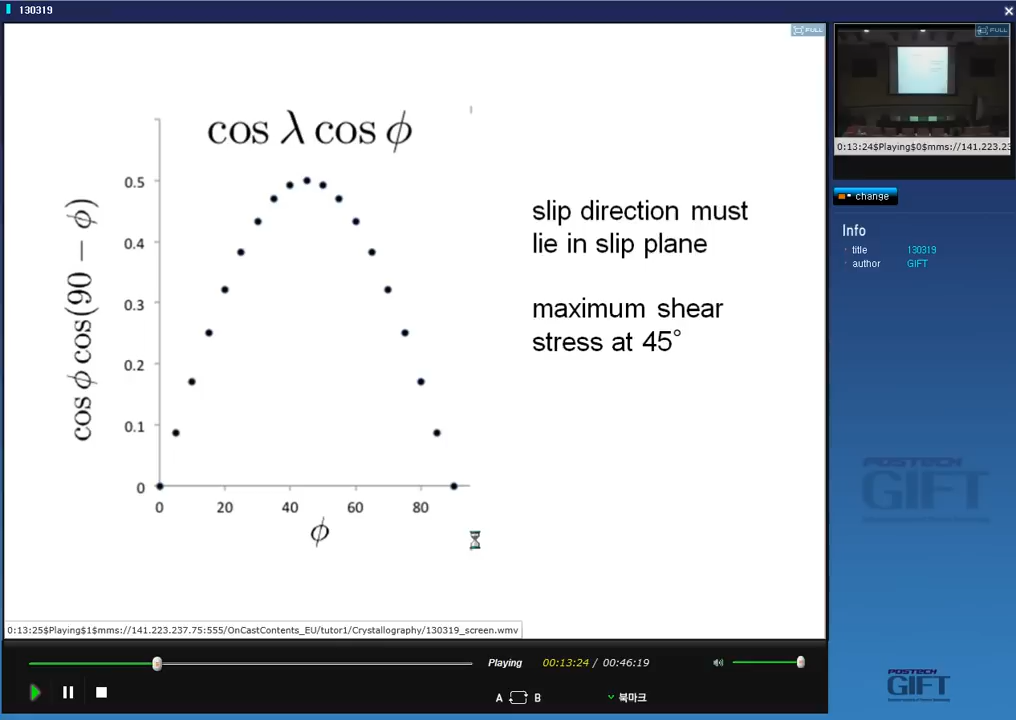 130319
FULL
FULL
cos λ cos ϕ
cos ϕ cos(90 − ϕ)
0.5
0.4
0.3
0.2
0.1
0
0 20 40 60 80
ϕ
slip direction must
lie in slip plane
maximum shear
stress at 45°
0:13:24$Playing$0$mms://141.223.23
change
Info
title 130319
author GIFT
POSTECH
GIFT
0:13:25$Playing$1$mms://141.223.237.75:555/OnCastContents_EU/tutor1/Crystallography/130319_screen.wmv
Playing 00:13:24 / 00:46:19
A B 북마크
POSTECH
GIFT